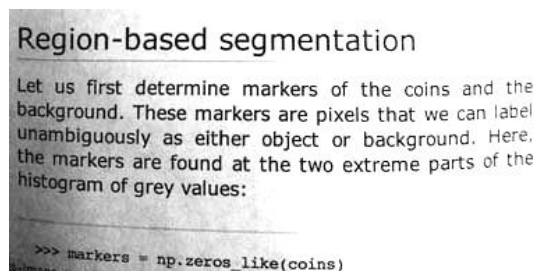 Region-based segmentation
Let us first determine markers of the coins and the
background. These markers are pixels that we can label
unambiguously as either object or background. Here,
the markers are found at the two extreme parts of the
histogram of grey values:
>>> markers = np.zeros_like(coins)